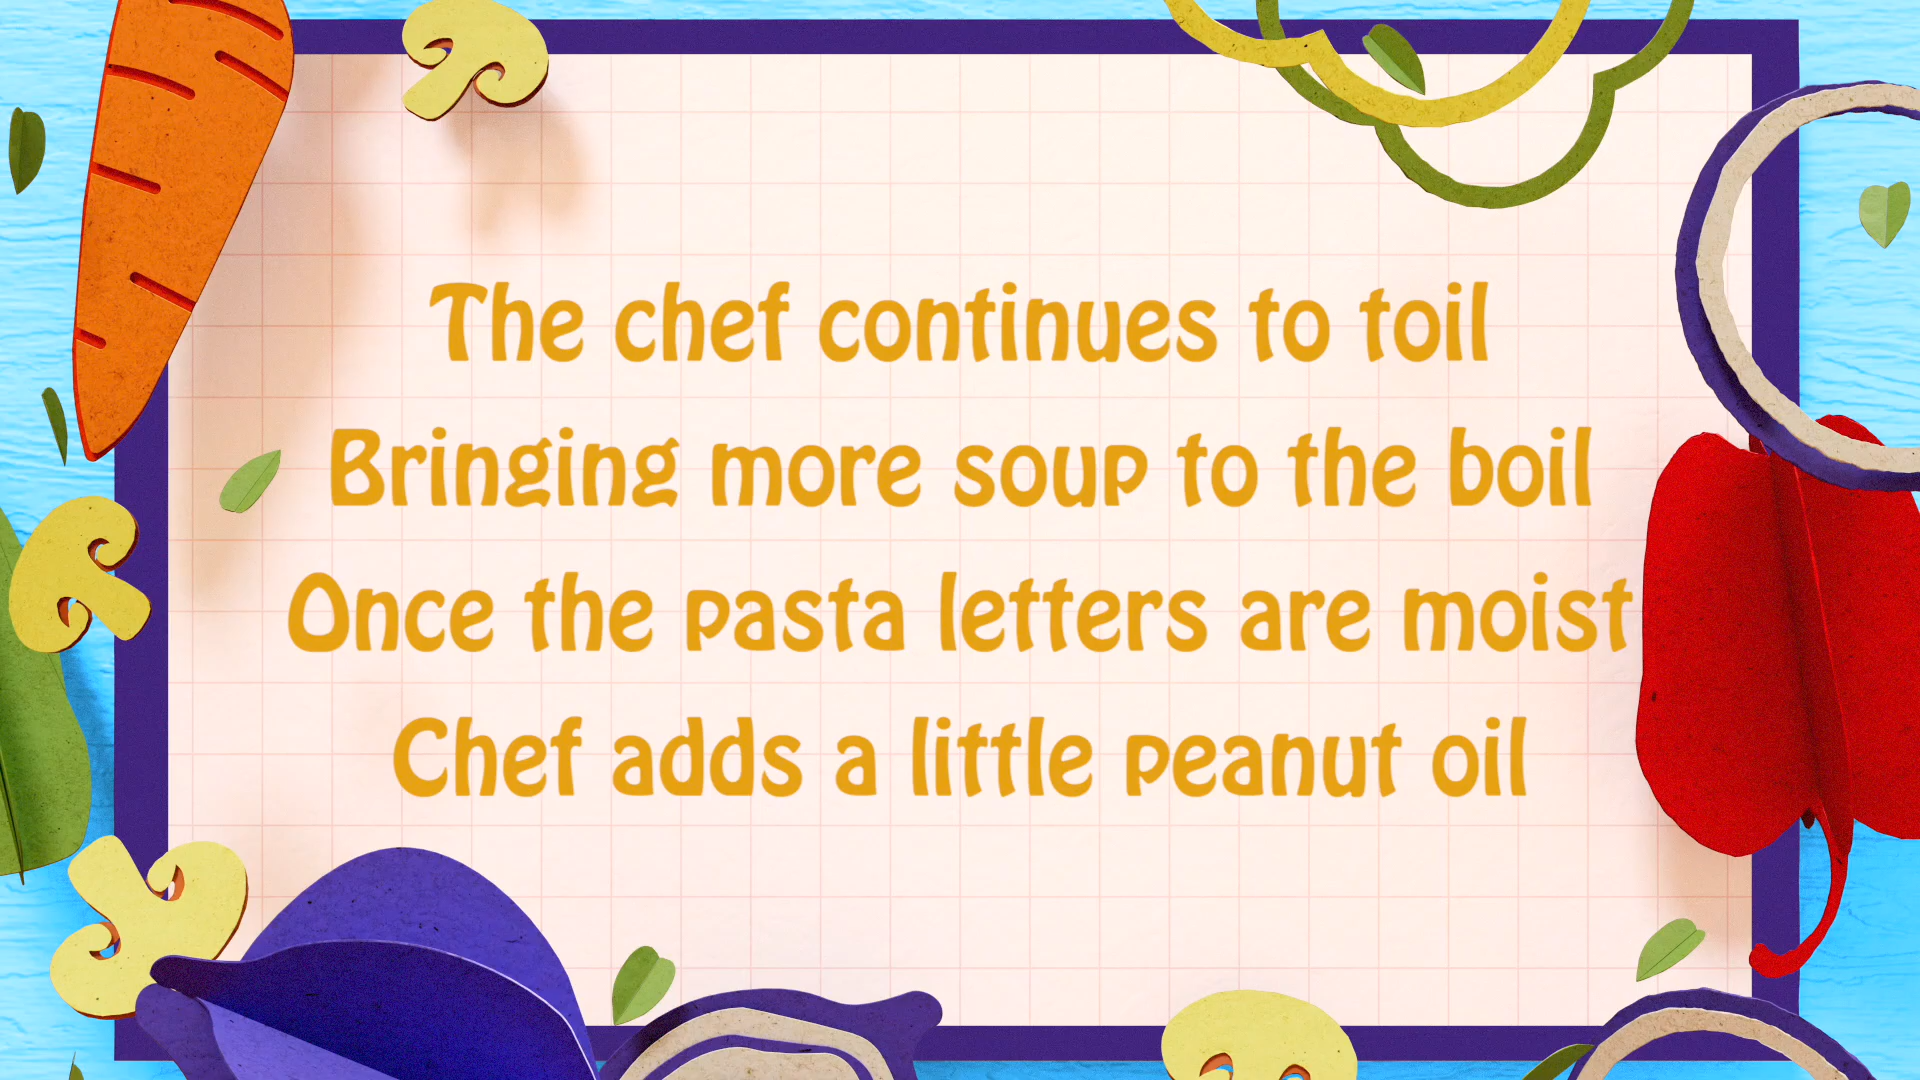 The chef continues to toil
Bringing more soup to the boil
Once the pasta letters are moist
Chef adds a little peanut oil